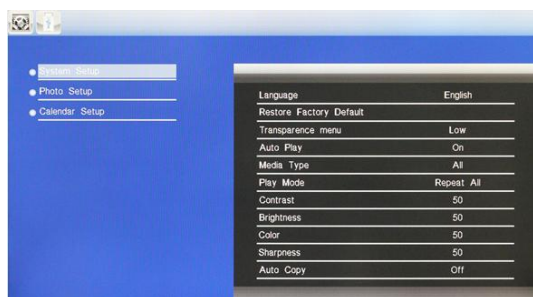 System Setup
Photo Setup
Calendar Setup
Language English
Restore Factory Default
Transparence menu Low
Auto Play On
Media Type All
Play Mode Repeat All
Contrast 50
Brightness 50
Color 50
Sharpness 50
Auto Copy Off